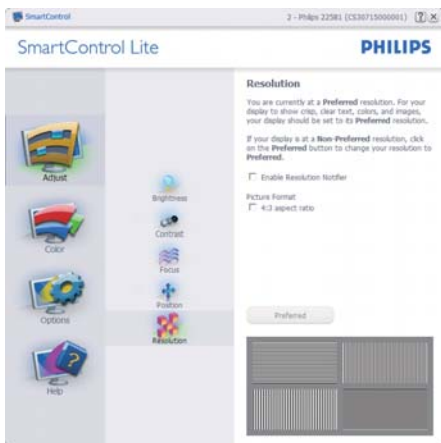 SmartControl
2 - Philips 225B1 (CS30715000001)
SmartControl Lite
PHILIPS
Adjust
Color
Options
Help
Brightness
Contrast
Focus
Position
Resolution
Resolution
You are currently at a Preferred resolution. For your
display to show crisp, clear text, colors, and images,
your display should be set to its Preferred resolution.
If your display is at a Non-Preferred resolution, click
on the Preferred button to change your resolution to
Preferred.
Enable Resolution Notifier
Picture Format
4:3 aspect ratio
Preferred